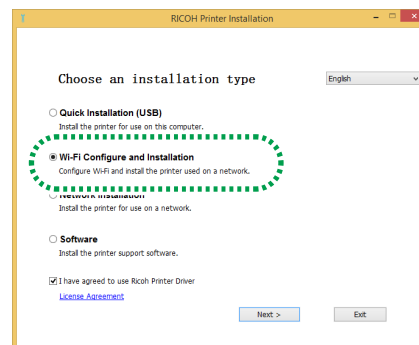 RICOH Printer Installation
Choose an installation type
English
Quick Installation (USB)
Install the printer for use on this computer.
Wi-Fi Configure and Installation
Configure Wi-Fi and install the printer used on a network.
Network Installation
Install the printer for use on a network.
Software
Install the printer support software.
I have agreed to use Ricoh Printer Driver
License Agreement
Next >
Exit